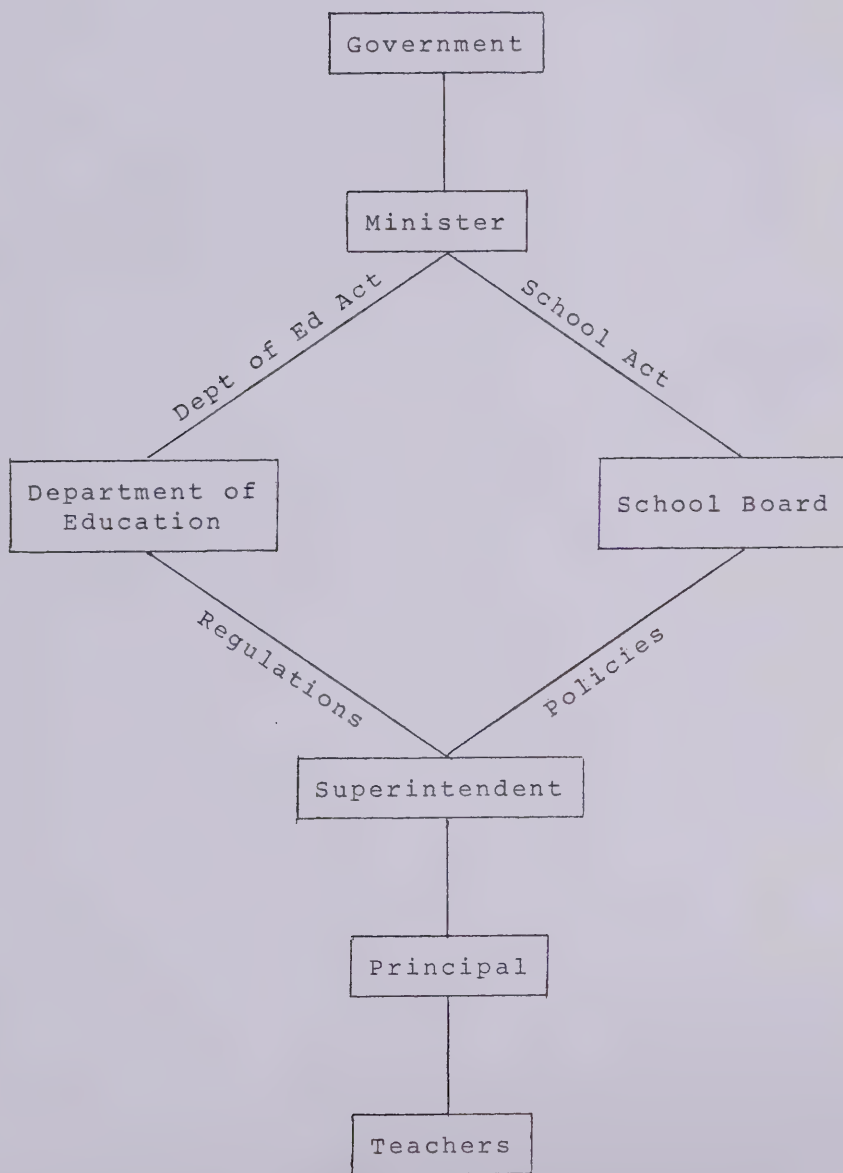 Government
Minister
Dept of Ed Act
School Act
Department of
Education
School Board
Regulations
Policies
Superintendent
Principal
Teachers